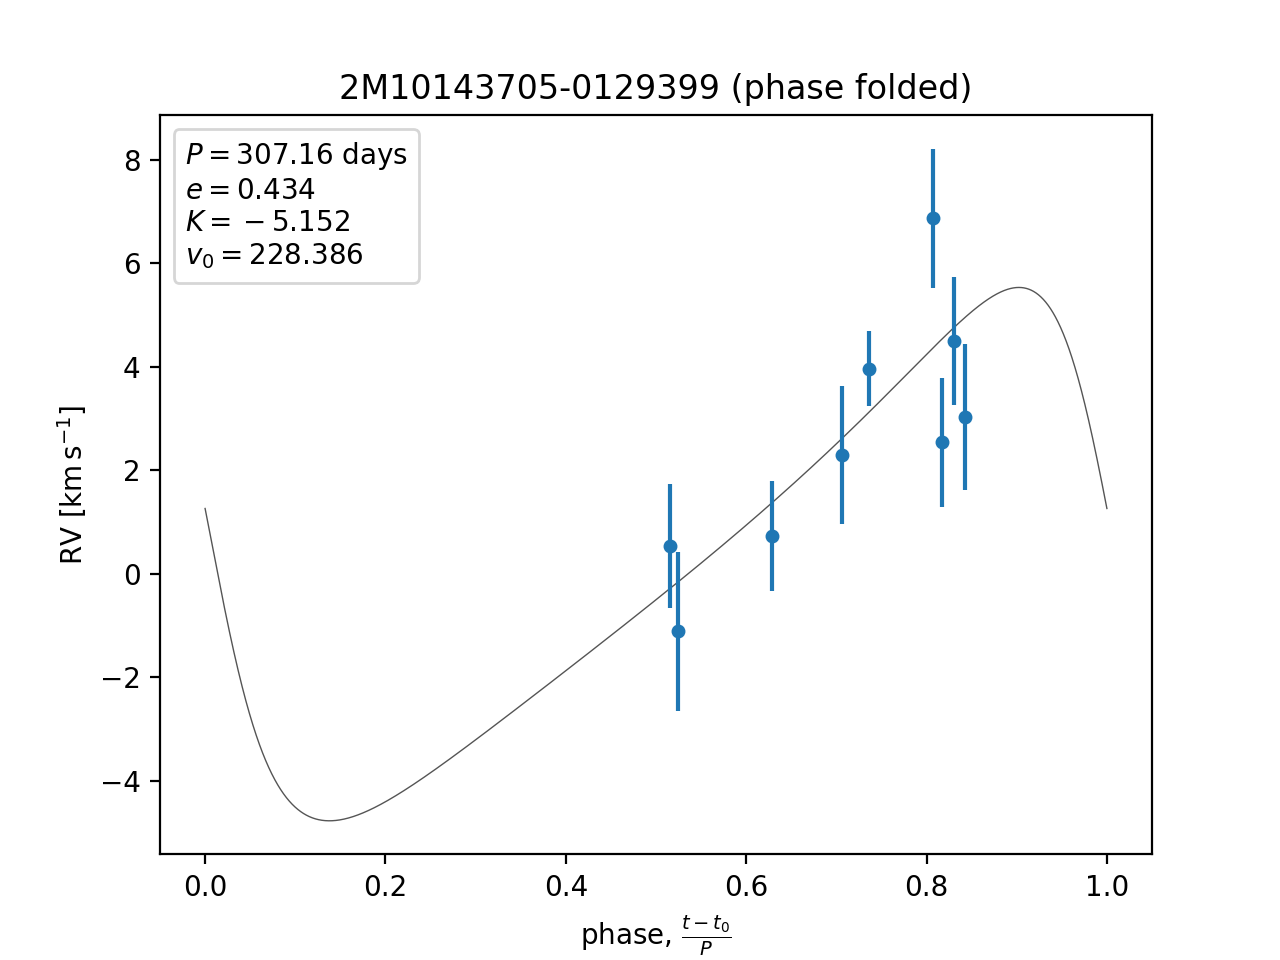 2M10143705-0129399 (phase folded)
P = 307.16 days
e = 0.434
K = −5.152
v₀ = 228.386
RV [km s⁻¹]
8
6
4
2
0
−2
−4
0.0 0.2 0.4 0.6 0.8 1.0
phase, (t − t₀)/P